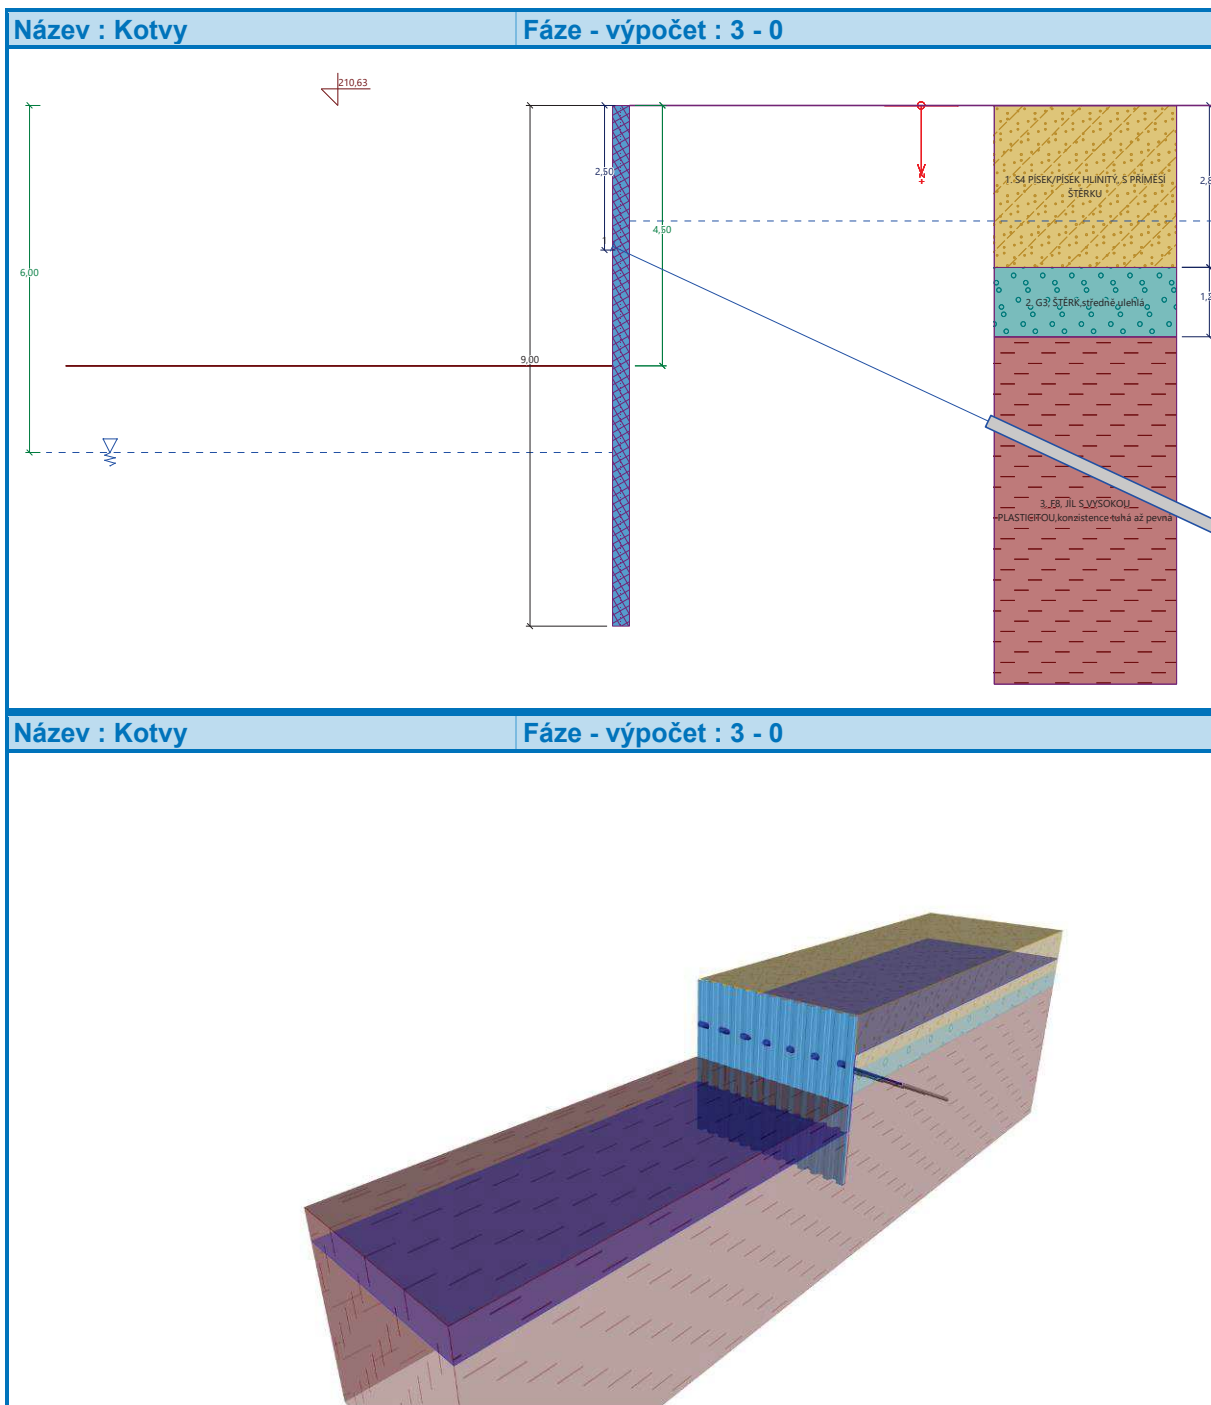 Název : Kotvy
Fáze - výpočet : 3 - 0
210,63
2,50
4,50
6,00
9,00
+z
1. S4 PÍSEK/PÍSEK HLINITÝ, S PŘÍMĚSÍ
ŠTĚRKU
2. G3, ŠTĚRK,středně ulehlá
3. F8, JÍL S VYSOKOU
PLASTICITOU,konzistence tuhá až pevná
Název : Kotvy
Fáze - výpočet : 3 - 0